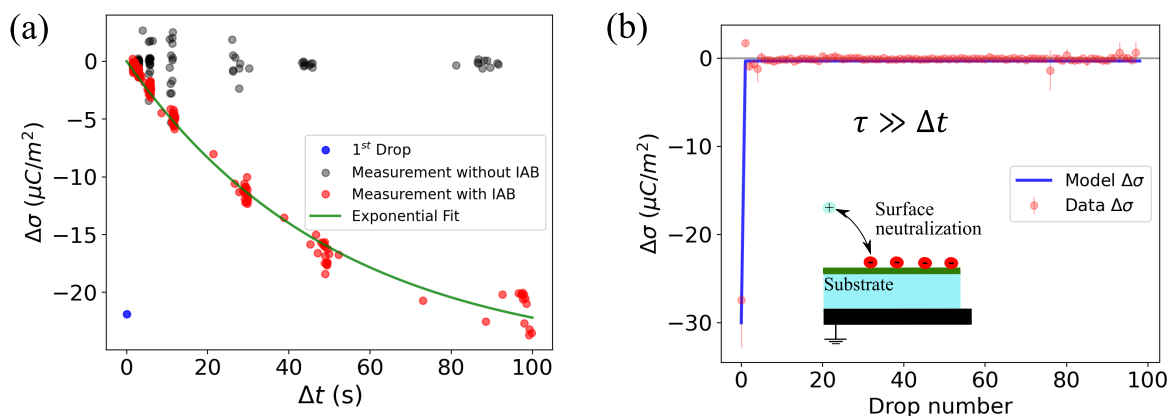 (a)
0
−5
−10
−15
−20
Δσ (μC/m²)
1ˢᵗ Drop
Measurement without IAB
Measurement with IAB
Exponential Fit
0 20 40 60 80 100
Δt (s)
(b)
0
−10
−20
−30
Δσ (μC/m²)
τ ≫ Δt
Model Δσ
Data Δσ
+
Surface
neutralization
- - - -
Substrate
0 20 40 60 80 100
Drop number